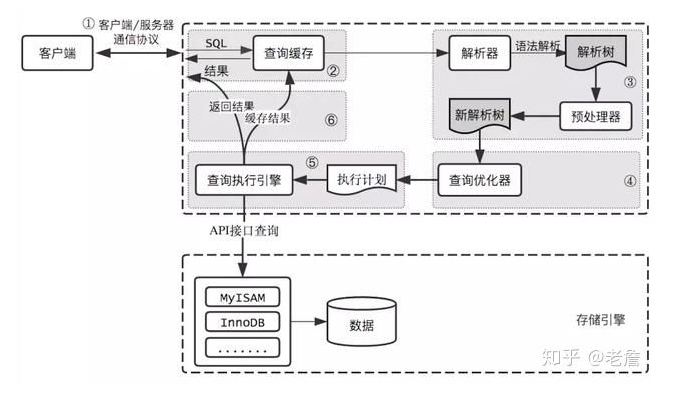 ① 客户端/服务器
通信协议
客户端
SQL
结果
查询缓存
②
解析器
语法解析
解析树
③
新解析树
预处理器
返回结果
缓存结果
⑥
查询执行引擎
⑤
执行计划
查询优化器
④
API接口查询
MyISAM
InnoDB
.......
数据
存储引擎
知乎 @老詹